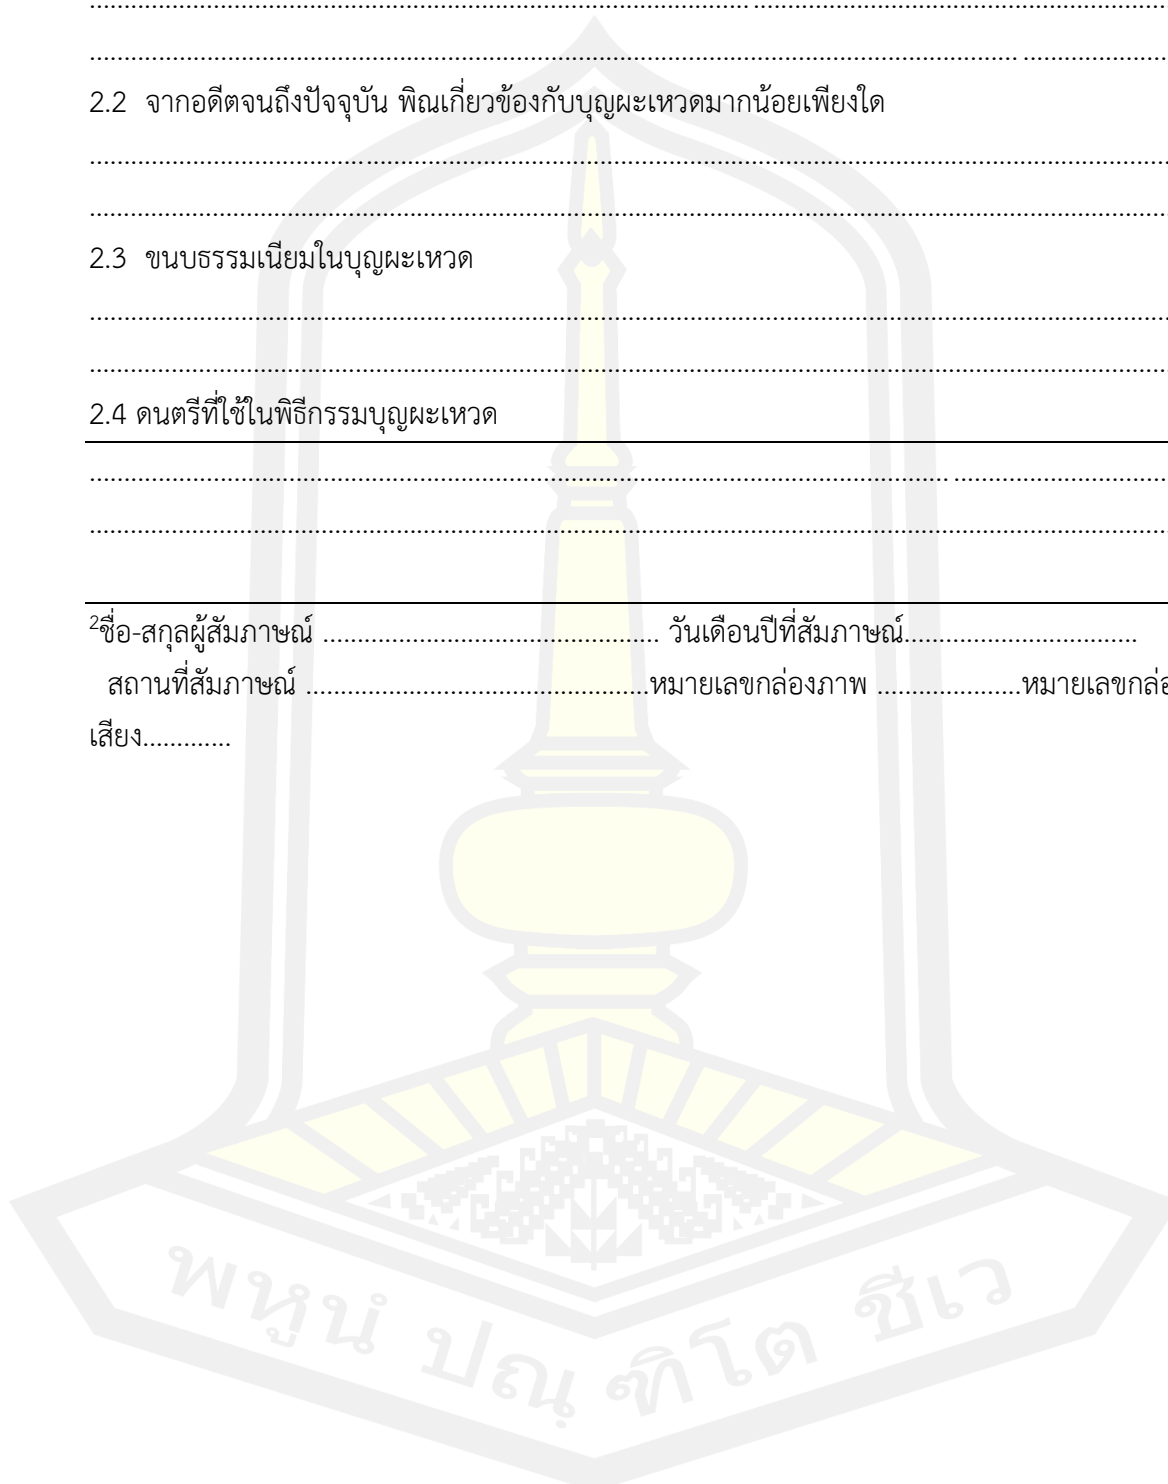 ....................................................................................................
....................................................................................................
2.2 จากอดีตจนถึงปัจจุบัน พิณเกี่ยวข้องกับบุญผะเหวดมากน้อยเพียงใด
....................................................................................................
....................................................................................................
2.3 ขนบธรรมเนียมในบุญผะเหวด
....................................................................................................
....................................................................................................
2.4 ดนตรีที่ใช้ในพิธีกรรมบุญผะเหวด
....................................................................................................
....................................................................................................
²ชื่อ-สกุลผู้สัมภาษณ์ ................................................. วันเดือนปีที่สัมภาษณ์..................................
สถานที่สัมภาษณ์ ..................................................หมายเลขกล่องภาพ .....................หมายเลขกล่อ
เสียง.............
พหูนํ ปณฺฑิโต ชีเว